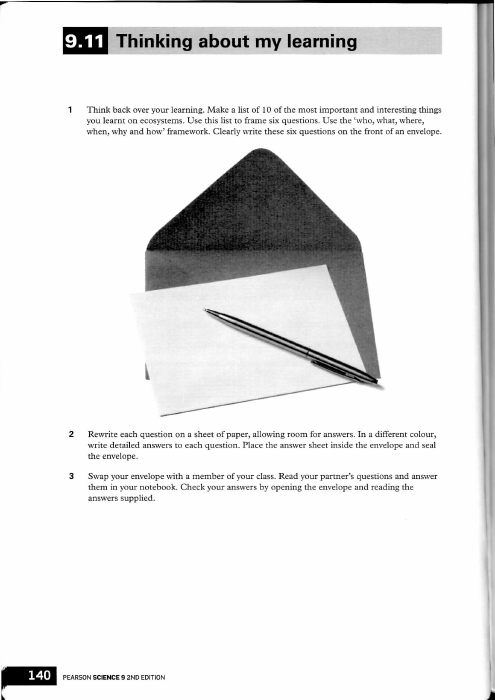 9.11 Thinking about my learning
1 Think back over your learning. Make a list of 10 of the most important and interesting things
you learnt on ecosystems. Use this list to frame six questions. Use the 'who, what, where,
when, why and how' framework. Clearly write these six questions on the front of an envelope.
2 Rewrite each question on a sheet of paper, allowing room for answers. In a different colour,
write detailed answers to each question. Place the answer sheet inside the envelope and seal
the envelope.
3 Swap your envelope with a member of your class. Read your partner's questions and answer
them in your notebook. Check your answers by opening the envelope and reading the
answers supplied.
140 PEARSON SCIENCE 9 2ND EDITION